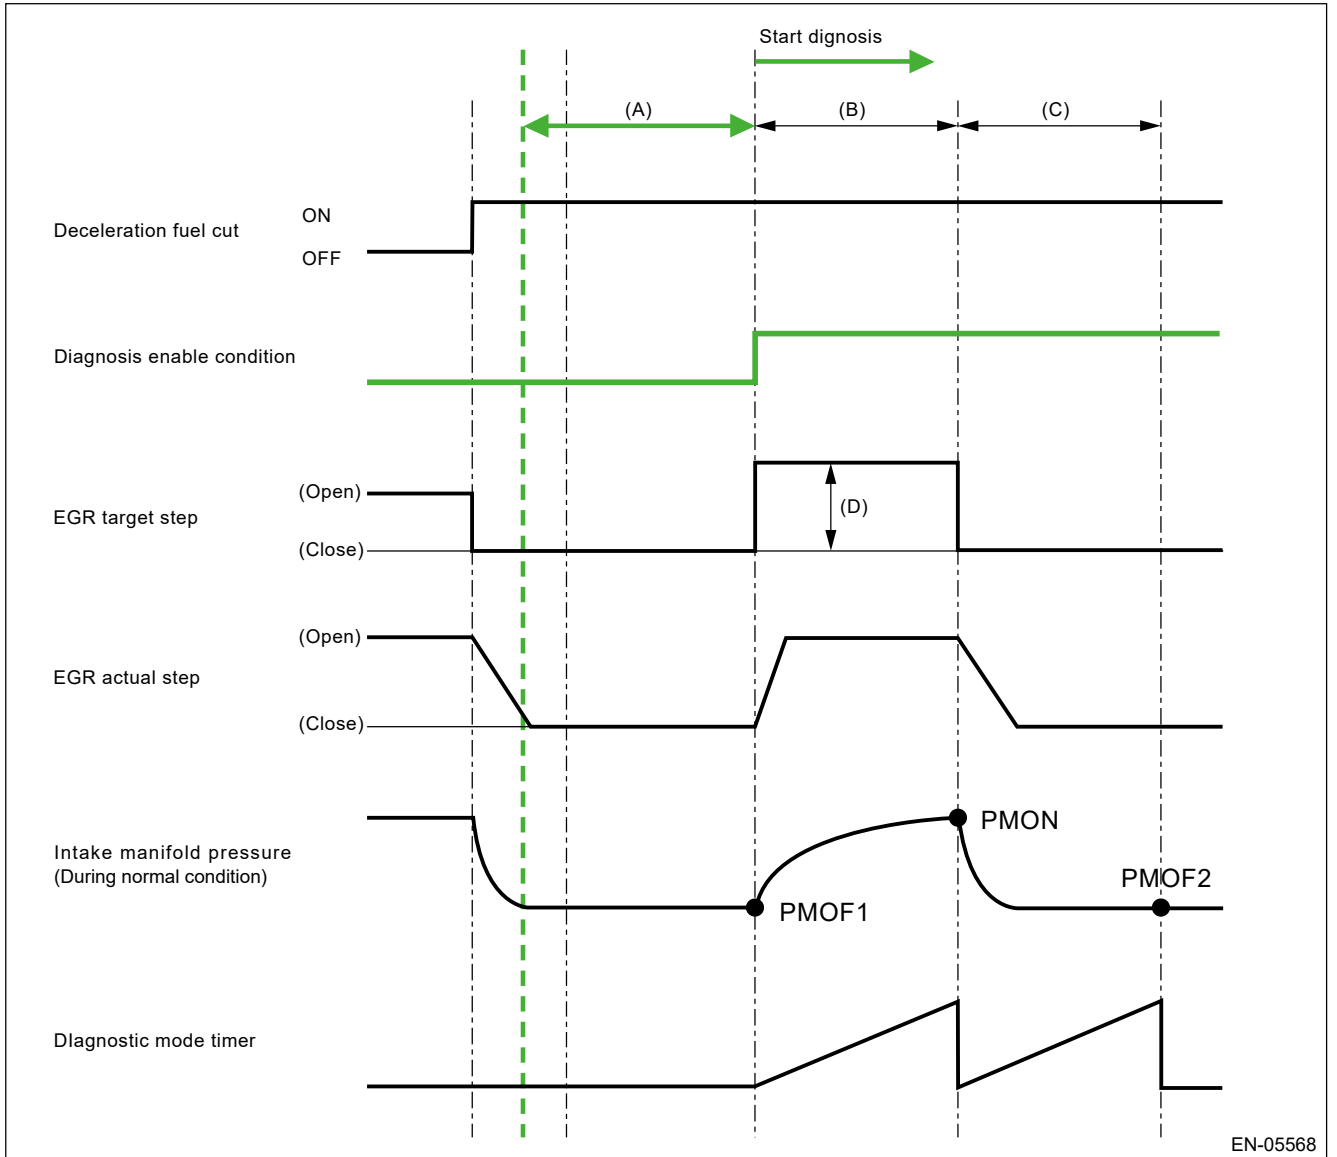 Start dignosis
(A)
(B)
(C)
Deceleration fuel cut
ON
OFF
Diagnosis enable condition
EGR target step
(Open)
(Close)
(D)
EGR actual step
(Open)
(Close)
Intake manifold pressure
(During normal condition)
PMOF1
PMON
PMOF2
DIagnostic mode timer
EN-05568